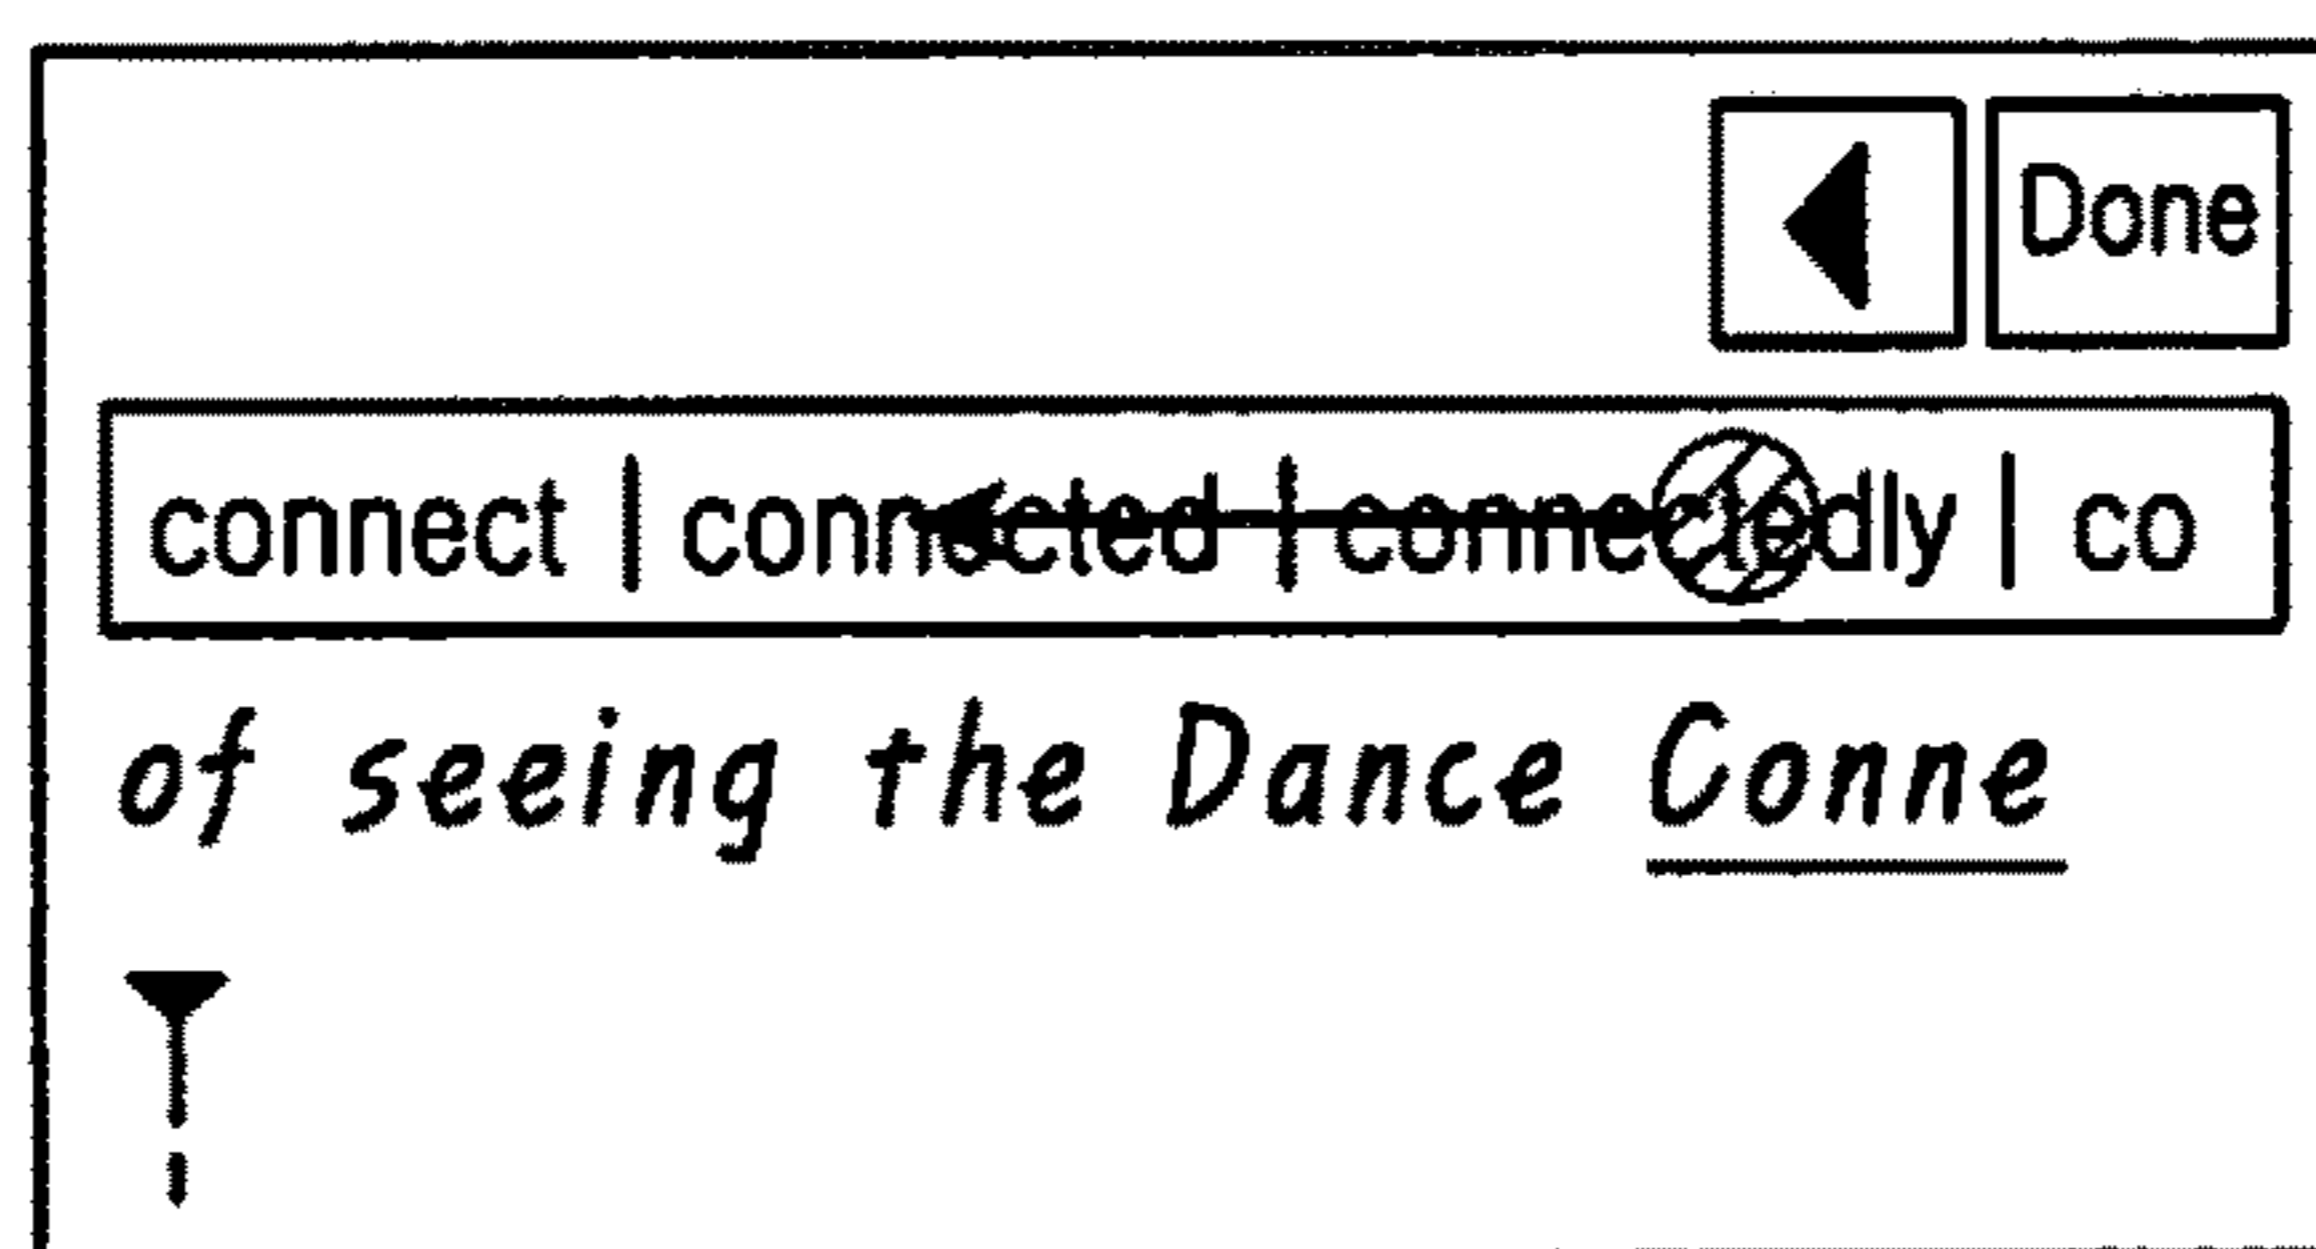 Done
connect | connected | connectedly | co
of seeing the Dance Conne